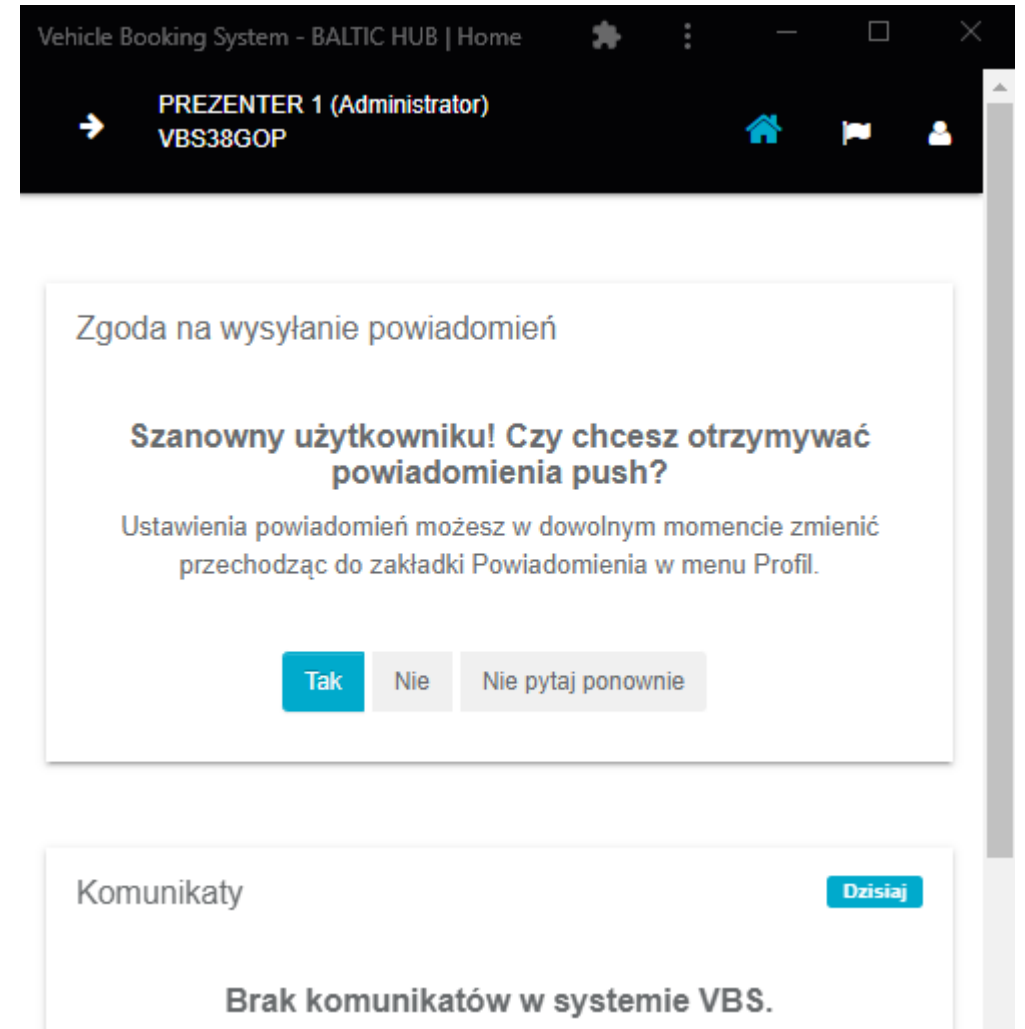 Vehicle Booking System - BALTIC HUB | Home
PREZENTER 1 (Administrator)
VBS38GOP
Zgoda na wysyłanie powiadomień
Szanowny użytkowniku! Czy chcesz otrzymywać
powiadomienia push?
Ustawienia powiadomień możesz w dowolnym momencie zmienić
przechodząc do zakładki Powiadomienia w menu Profil.
Tak Nie Nie pytaj ponownie
Komunikaty Dzisiaj
Brak komunikatów w systemie VBS.